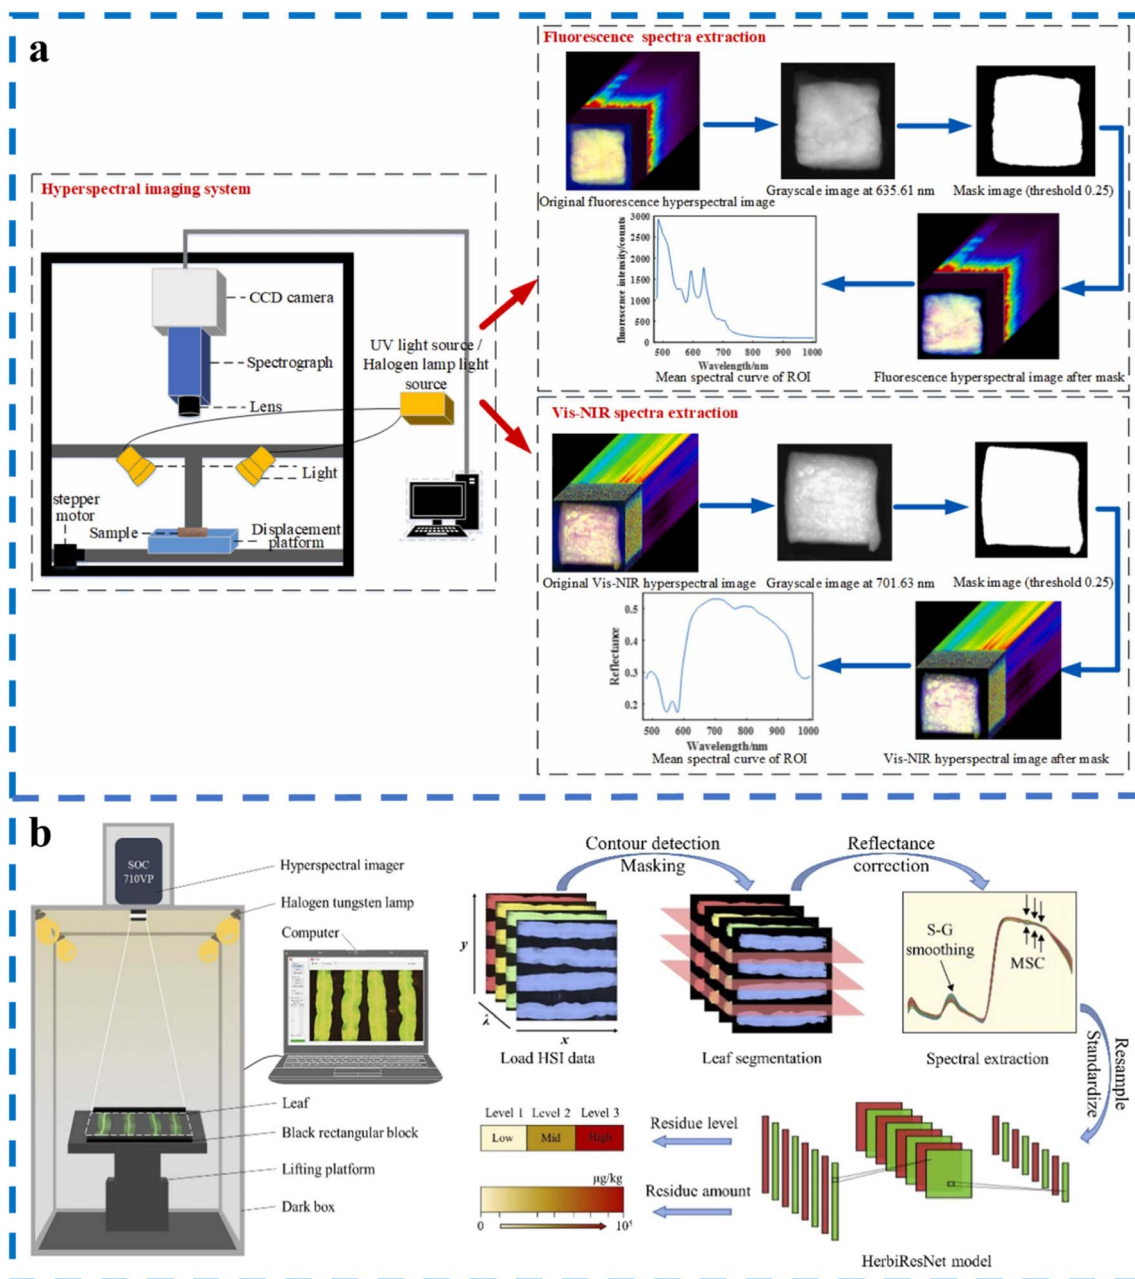 a
Hyperspectral imaging system
CCD camera
Spectrograph
Lens
UV light source /
Halogen lamp light
source
Light
stepper
motor
Sample
Displacement
platform
Fluorescence spectra extraction
Original fluorescence hyperspectral image
Grayscale image at 635.61 nm
Mask image (threshold 0.25)
fluorescence intensity/counts
3000
2500
2000
1500
1000
500
0
500
600
700
800
900
1000
Wavelength/nm
Mean spectral curve of ROI
Fluorescence hyperspectral image after mask
Vis-NIR spectra extraction
Original Vis-NIR hyperspectral image
Grayscale image at 701.63 nm
Mask image (threshold 0.25)
Reflectance
0.5
0.4
0.3
0.2
500
600
700
800
900
1000
Wavelength/nm
Mean spectral curve of ROI
Vis-NIR hyperspectral image after mask
b
SOC
710VP
Hyperspectral imager
Halogen tungsten lamp
Computer
Leaf
Black rectangular block
Lifting platform
Dark box
Contour detection
Masking
Reflectance
correction
y
λ
x
Load HSI data
Leaf segmentation
S-G
smoothing
MSC
Spectral extraction
Resample
Standardize
Level 1 Level 2 Level 3
Low Mid High
Residue level
µg/kg
0
10⁵
Residue amount
HerbiResNet model